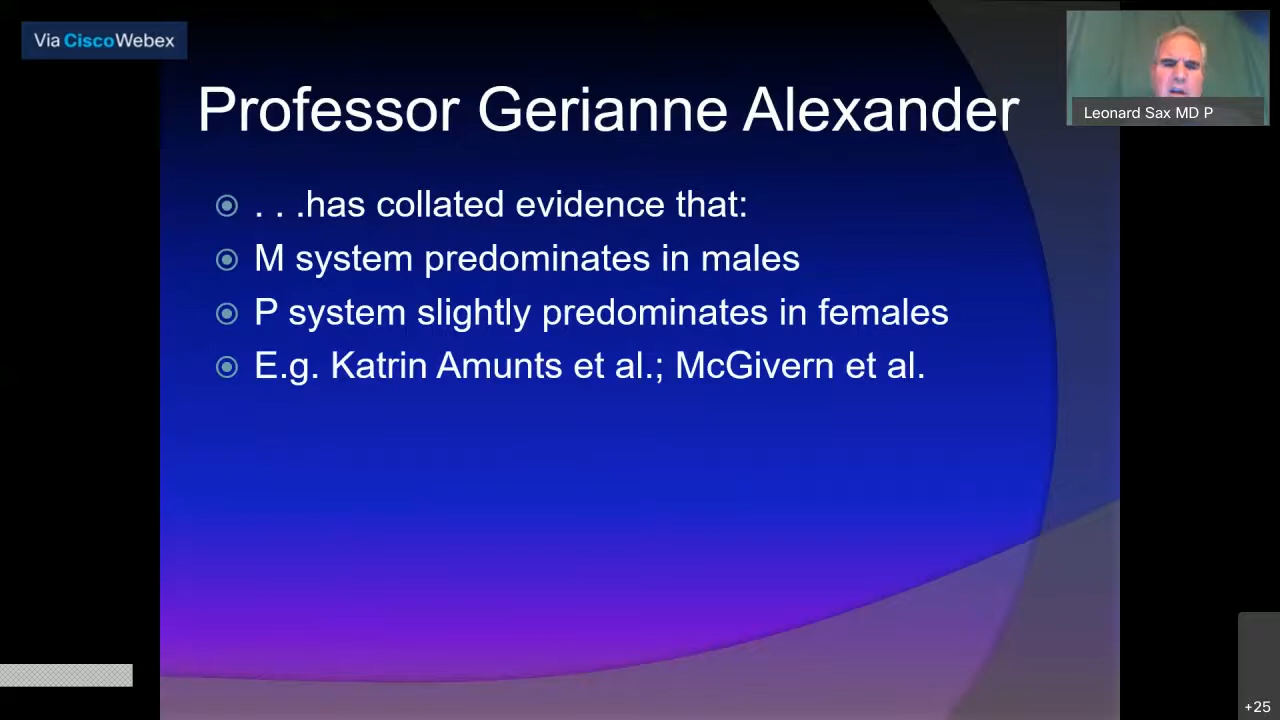 Via CiscoWebex
Leonard Sax MD P
Professor Gerianne Alexander
. . .has collated evidence that:
M system predominates in males
P system slightly predominates in females
E.g. Katrin Amunts et al.; McGivern et al.
+25